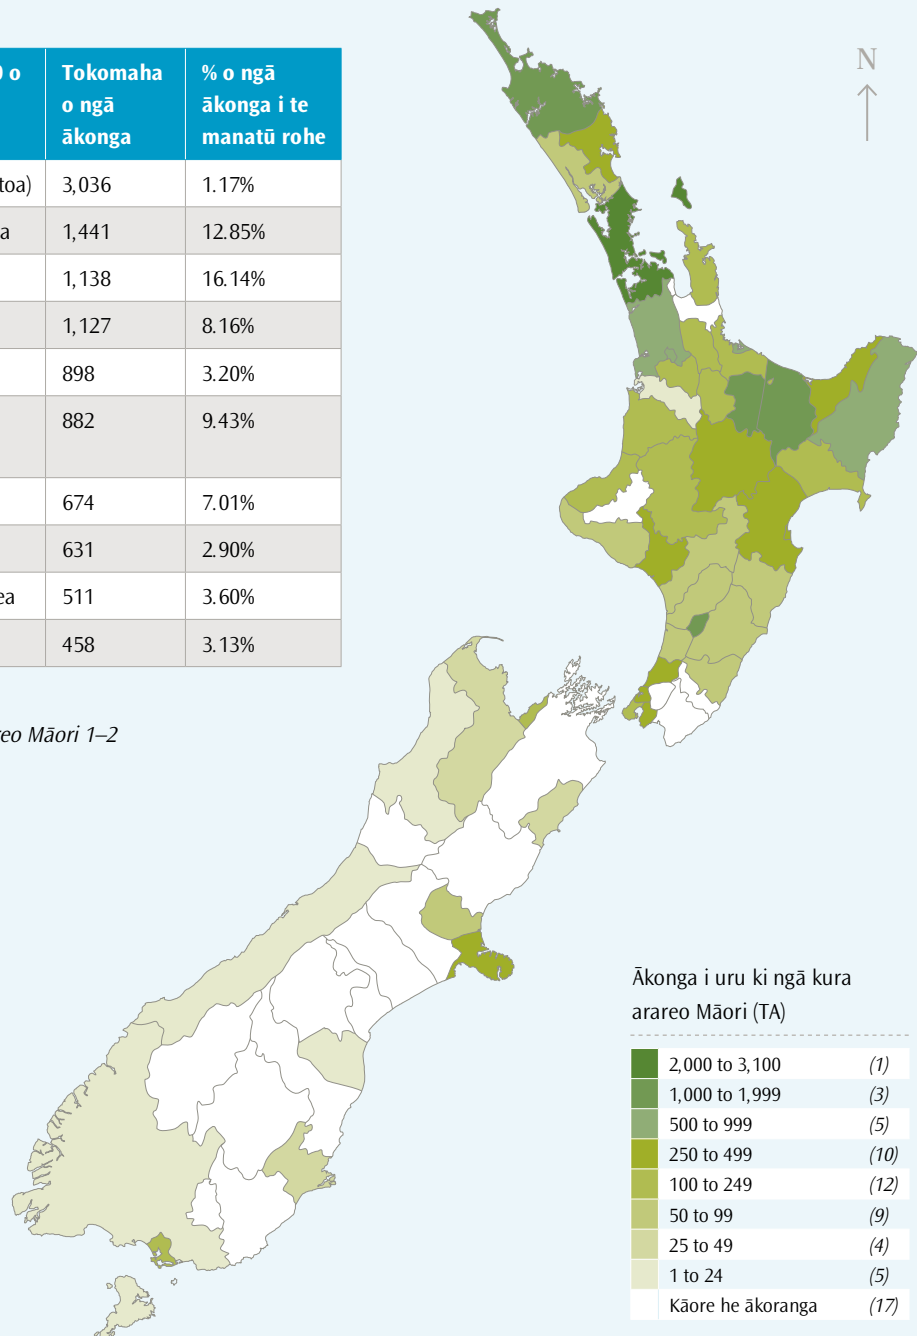 o
Tokomaha
% o ngā
o ngā
ākonga i te
ākonga
manatū rohe
toa) 3,036 1.17%
a 1,441 12.85%
1,138 16.14%
1,127 8.16%
898 3.20%
882 9.43%
674 7.01%
631 2.90%
ea 511 3.60%
458 3.13%
eo Māori 1–2
N
Ākonga i uru ki ngā kura
arareo Māori (TA)
2,000 to 3,100 (1)
1,000 to 1,999 (3)
500 to 999 (5)
250 to 499 (10)
100 to 249 (12)
50 to 99 (9)
25 to 49 (4)
1 to 24 (5)
Kāore he ākoranga (17)